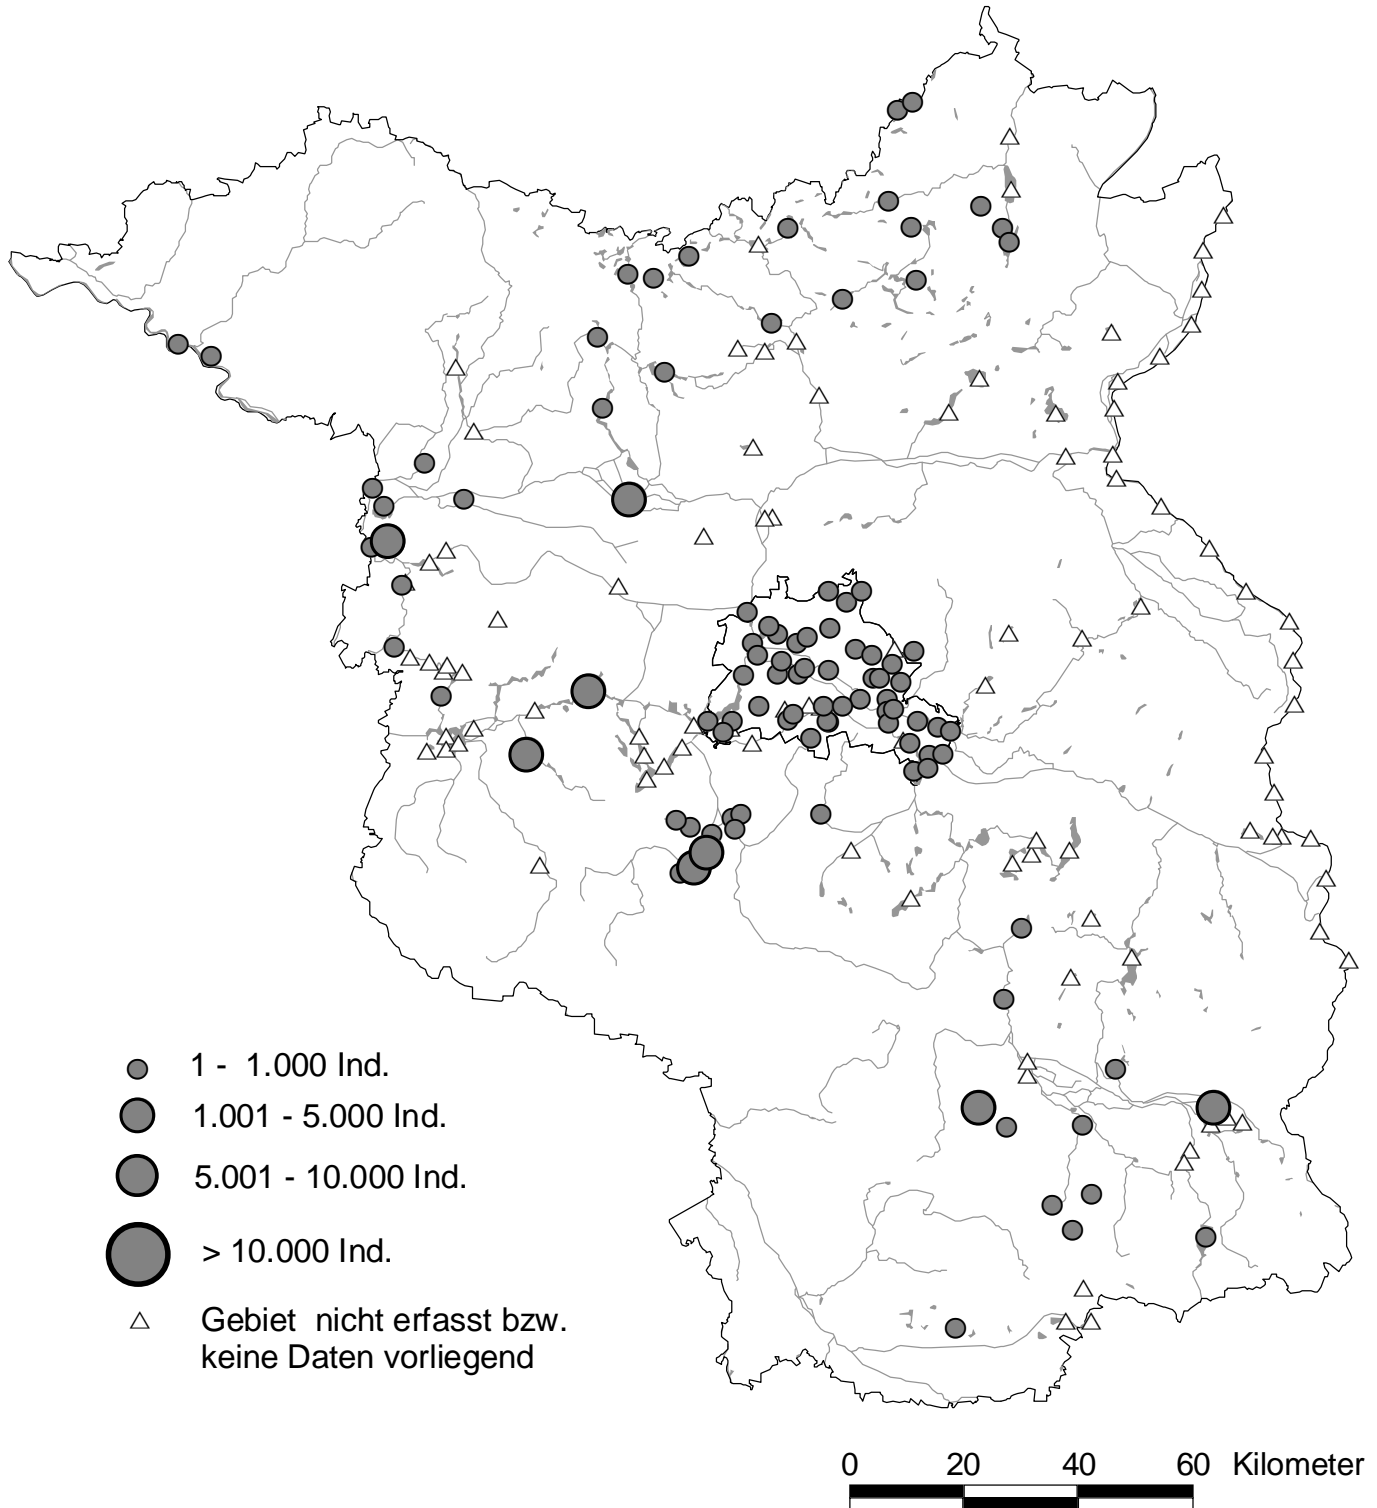 1 - 1.000 Ind.
1.001 - 5.000 Ind.
5.001 - 10.000 Ind.
> 10.000 Ind.
Gebiet nicht erfasst bzw.
keine Daten vorliegend
0 20 40 60 Kilometer